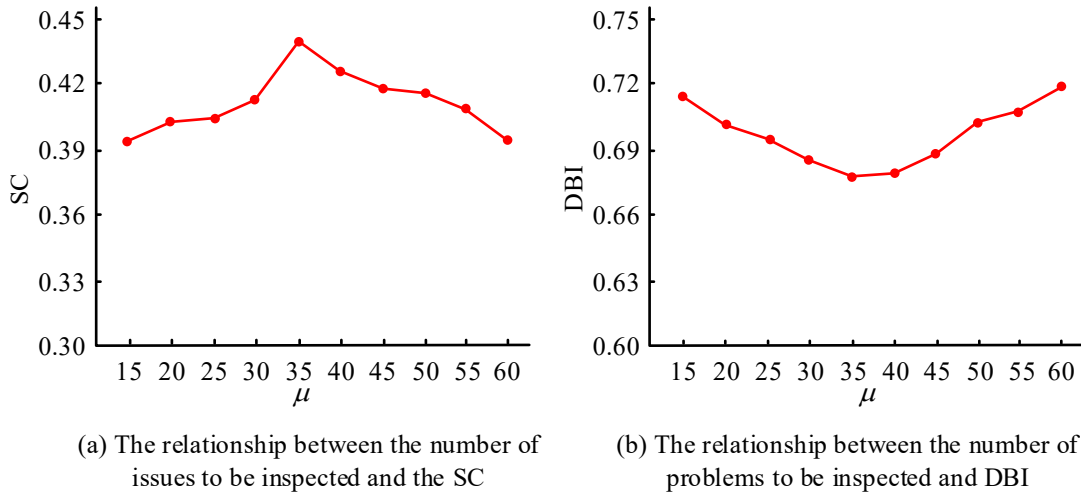 0.45
0.42
0.39
0.36
0.33
0.30
SC
15 20 25 30 35 40 45 50 55 60
μ
(a) The relationship between the number of
issues to be inspected and the SC
0.75
0.72
0.69
0.66
0.63
0.60
DBI
15 20 25 30 35 40 45 50 55 60
μ
(b) The relationship between the number of
problems to be inspected and DBI